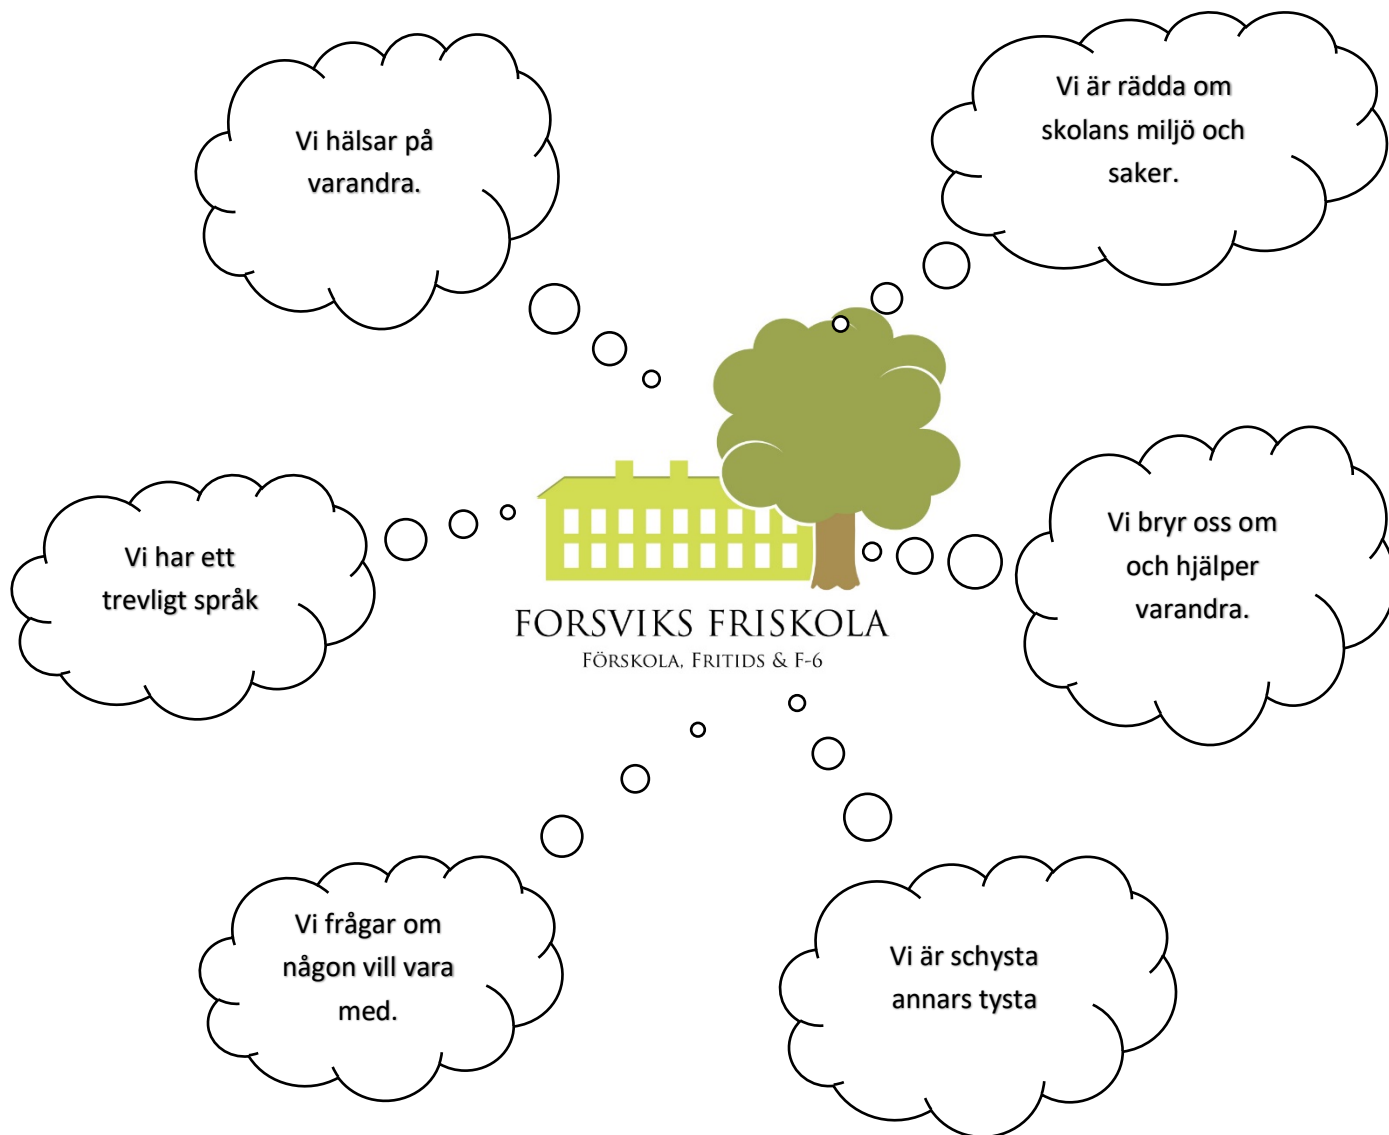 Vi hälsar på
varandra.
Vi är rädda om
skolans miljö och
saker.
Vi har ett
trevligt språk
Vi bryr oss om
och hjälper
varandra.
FORSVIKS FRISKOLA
FÖRSKOLA, FRITIDS & F-6
Vi frågar om
någon vill vara
med.
Vi är schysta
annars tysta